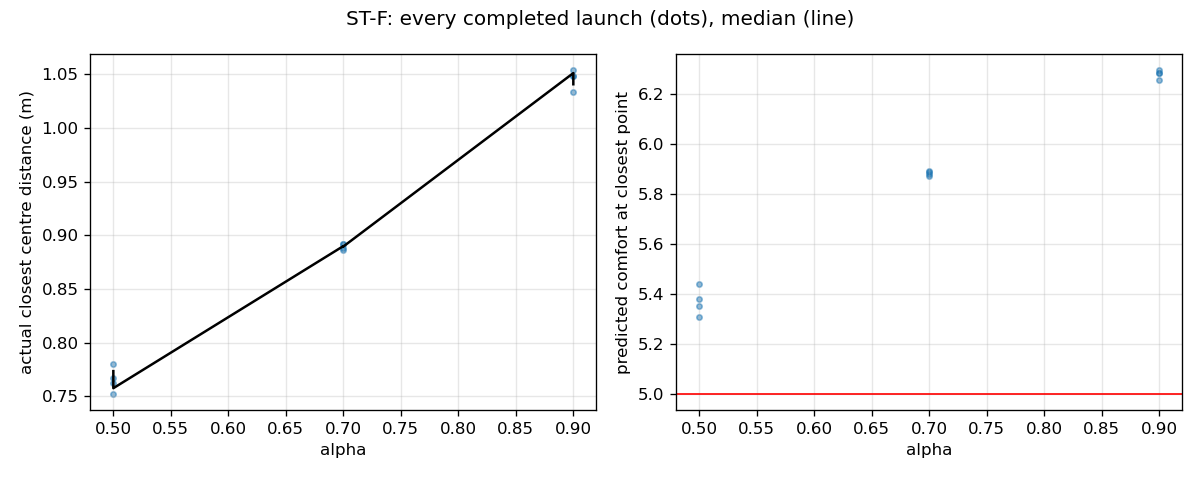 ST-F: every completed launch (dots), median (line)
actual closest centre distance (m)
1.05
1.00
0.95
0.90
0.85
0.80
0.75
0.50 0.55 0.60 0.65 0.70 0.75 0.80 0.85 0.90
alpha
predicted comfort at closest point
6.2
6.0
5.8
5.6
5.4
5.2
5.0
0.50 0.55 0.60 0.65 0.70 0.75 0.80 0.85 0.90
alpha